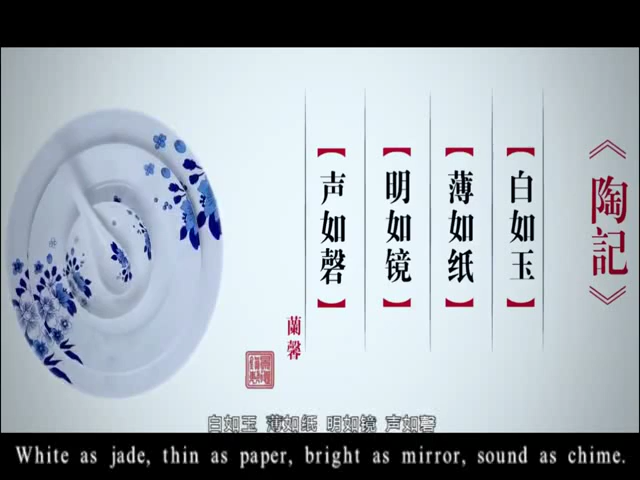 《陶記》
【白如玉】
【薄如纸】
【明如镜】
【声如磬】
蘭馨
白如玉 薄如纸 明如镜 声如磬
White as jade, thin as paper, bright as mirror, sound as chime.